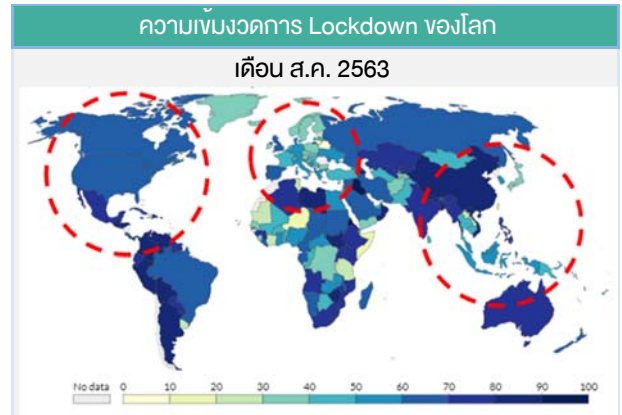 ความเข้มงวดการ Lockdown ของโลก
เดือน ส.ค. 2563
No data 0 10 20 30 40 50 60 70 80 90 100